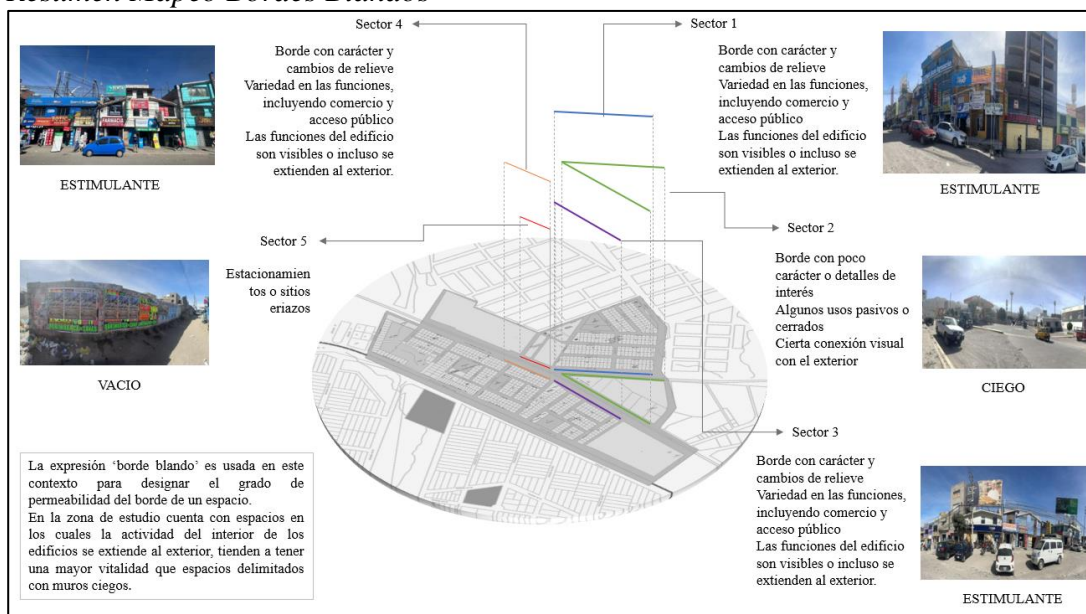 Resumen Mapeo Bordes Blandos
Sector 4
Borde con carácter y
cambios de relieve
Variedad en las funciones,
incluyendo comercio y
acceso público
Las funciones del edificio
son visibles o incluso se
extienden al exterior.
ESTIMULANTE
Sector 1
Borde con carácter y
cambios de relieve
Variedad en las funciones,
incluyendo comercio y
acceso público
Las funciones del edificio
son visibles o incluso se
extienden al exterior.
ESTIMULANTE
Sector 5
Estacionamien
tos o sitios
eriazos
VACIO
Sector 2
Borde con poco
carácter o detalles de
interés
Algunos usos pasivos o
cerrados
Cierta conexión visual
con el exterior
CIEGO
Sector 3
Borde con carácter y
cambios de relieve
Variedad en las funciones,
incluyendo comercio y
acceso público
Las funciones del edificio
son visibles o incluso se
extienden al exterior.
ESTIMULANTE
La expresión ‘borde blando’ es usada en este
contexto para designar el grado de
permeabilidad del borde de un espacio.
En la zona de estudio cuenta con espacios en
los cuales la actividad del interior de los
edificios se extiende al exterior, tienden a tener
una mayor vitalidad que espacios delimitados
con muros ciegos.